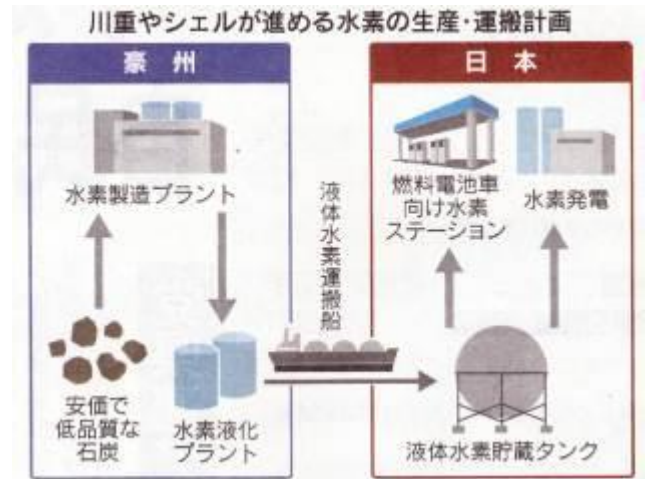 川重やシェルが進める水素の生産・運搬計画
豪州
水素製造プラント
安価で
低品質な
石炭
水素液化
プラント
液体水素運搬船
日本
燃料電池車
向け水素
ステーション
水素発電
液体水素貯蔵タンク